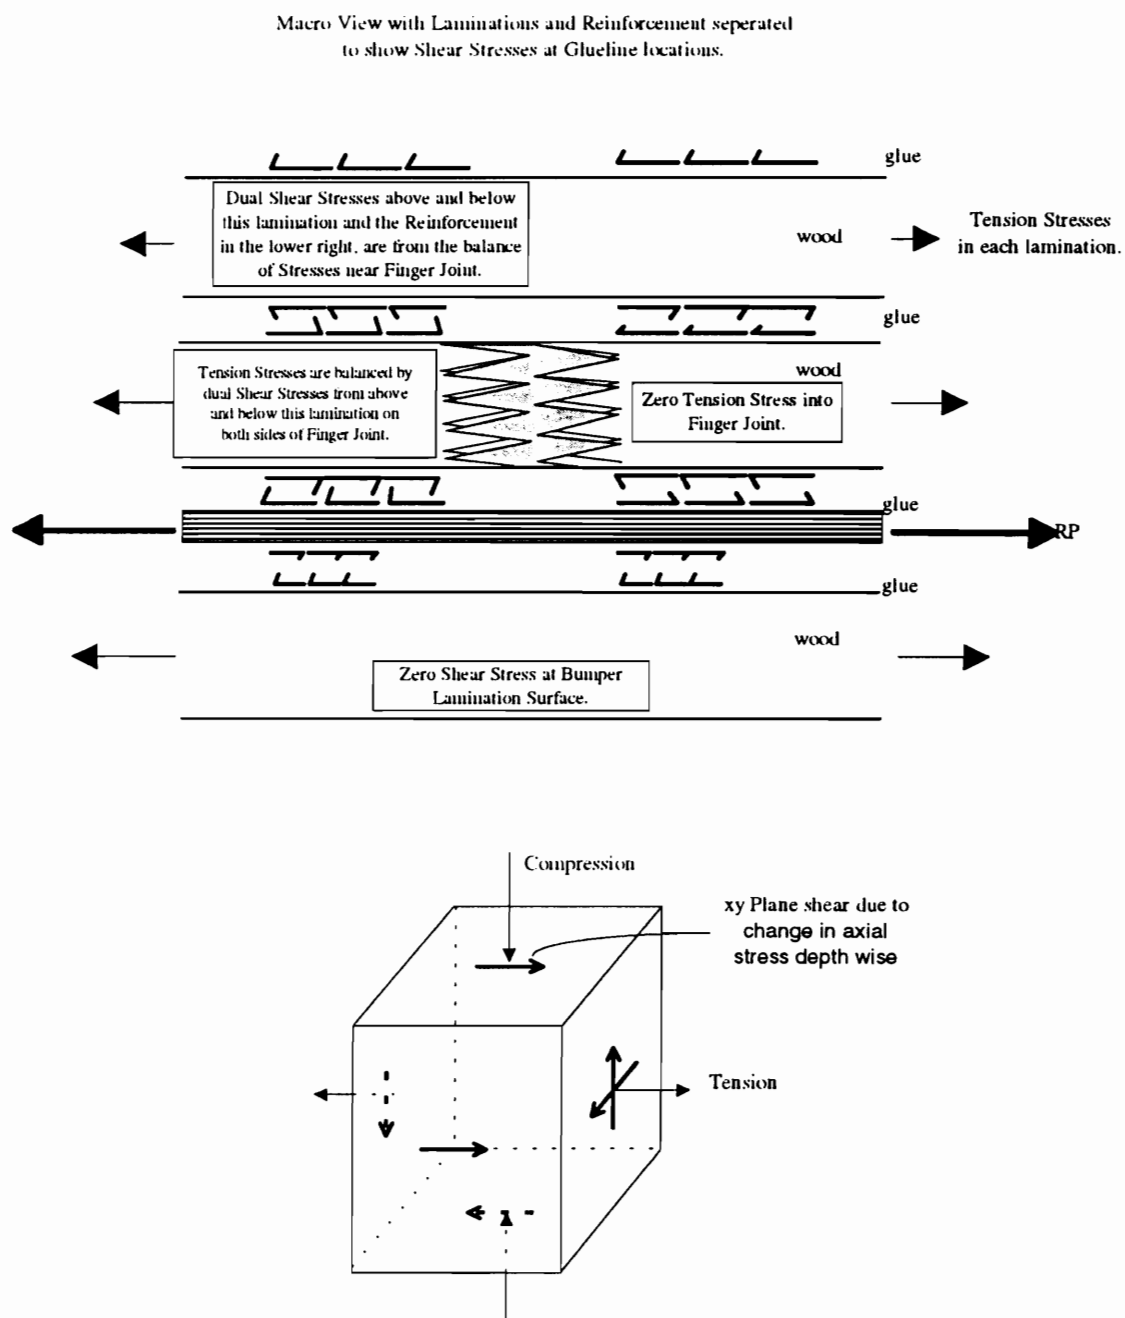 Macro View with Laminations and Reinforcement seperated
to show Shear Stresses at Glueline locations.
glue
Dual Shear Stresses above and below
this lamination and the Reinforcement
in the lower right, are from the balance
of Stresses near Finger Joint.
wood
Tension Stresses
in each lamination.
glue
Tension Stresses are balanced by
dual Shear Stresses from above
and below this lamination on
both sides of Finger Joint.
wood
Zero Tension Stress into
Finger Joint.
glue
RP
glue
wood
Zero Shear Stress at Bumper
Lamination Surface.
Compression
xy Plane shear due to
change in axial
stress depth wise
Tension